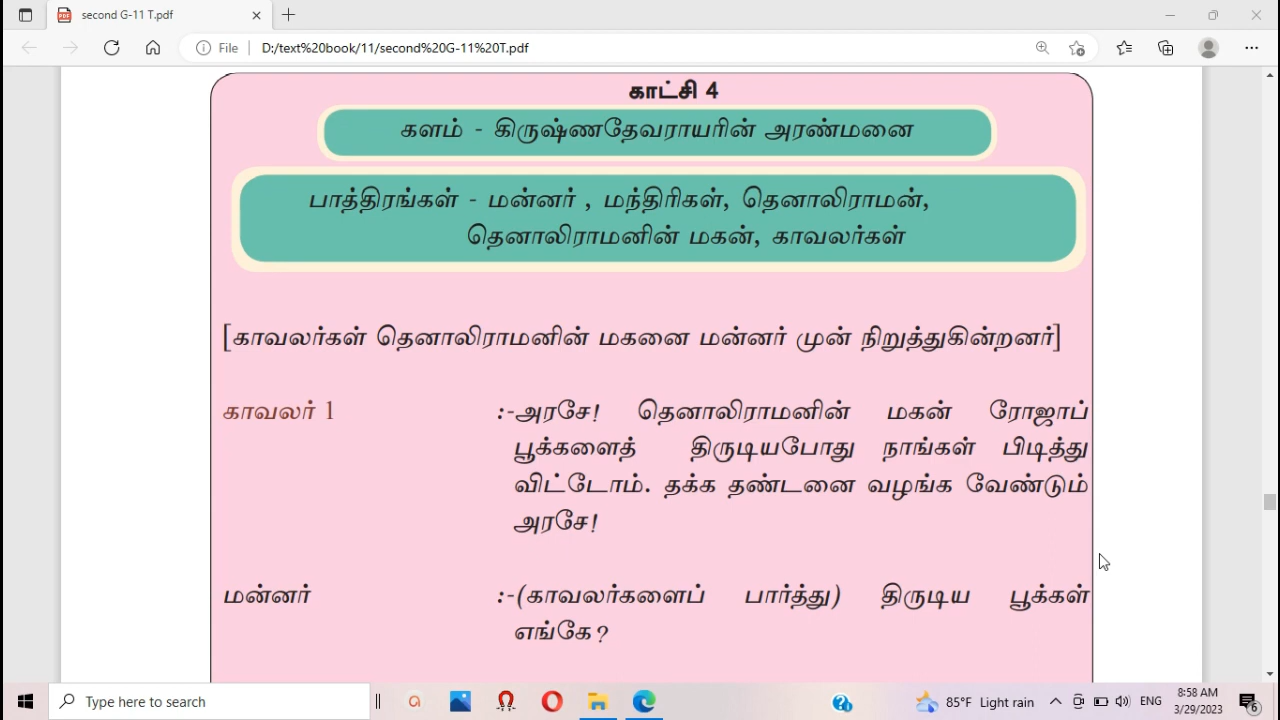 second G-11 T.pdf
File D:/text%20book/11/second%20G-11%20T.pdf
காட்சி 4
களம் - கிருஷ்ணதேவராயரின் அரண்மனை
பாத்திரங்கள் - மன்னர் , மந்திரிகள், தெனாலிராமன்,
தெனாலிராமனின் மகன், காவலர்கள்
[காவலர்கள் தெனாலிராமனின் மகனை மன்னர் முன் நிறுத்துகின்றனர்]
காவலர் 1 :-அரசே! தெனாலிராமனின் மகன் ரோஜாப்
பூக்களைத் திருடியபோது நாங்கள் பிடித்து
விட்டோம். தக்க தண்டனை வழங்க வேண்டும்
அரசே!
மன்னர் :-(காவலர்களைப் பார்த்து) திருடிய பூக்கள்
எங்கே?
Type here to search 85°F Light rain ENG 8:58 AM
3/29/2023 6